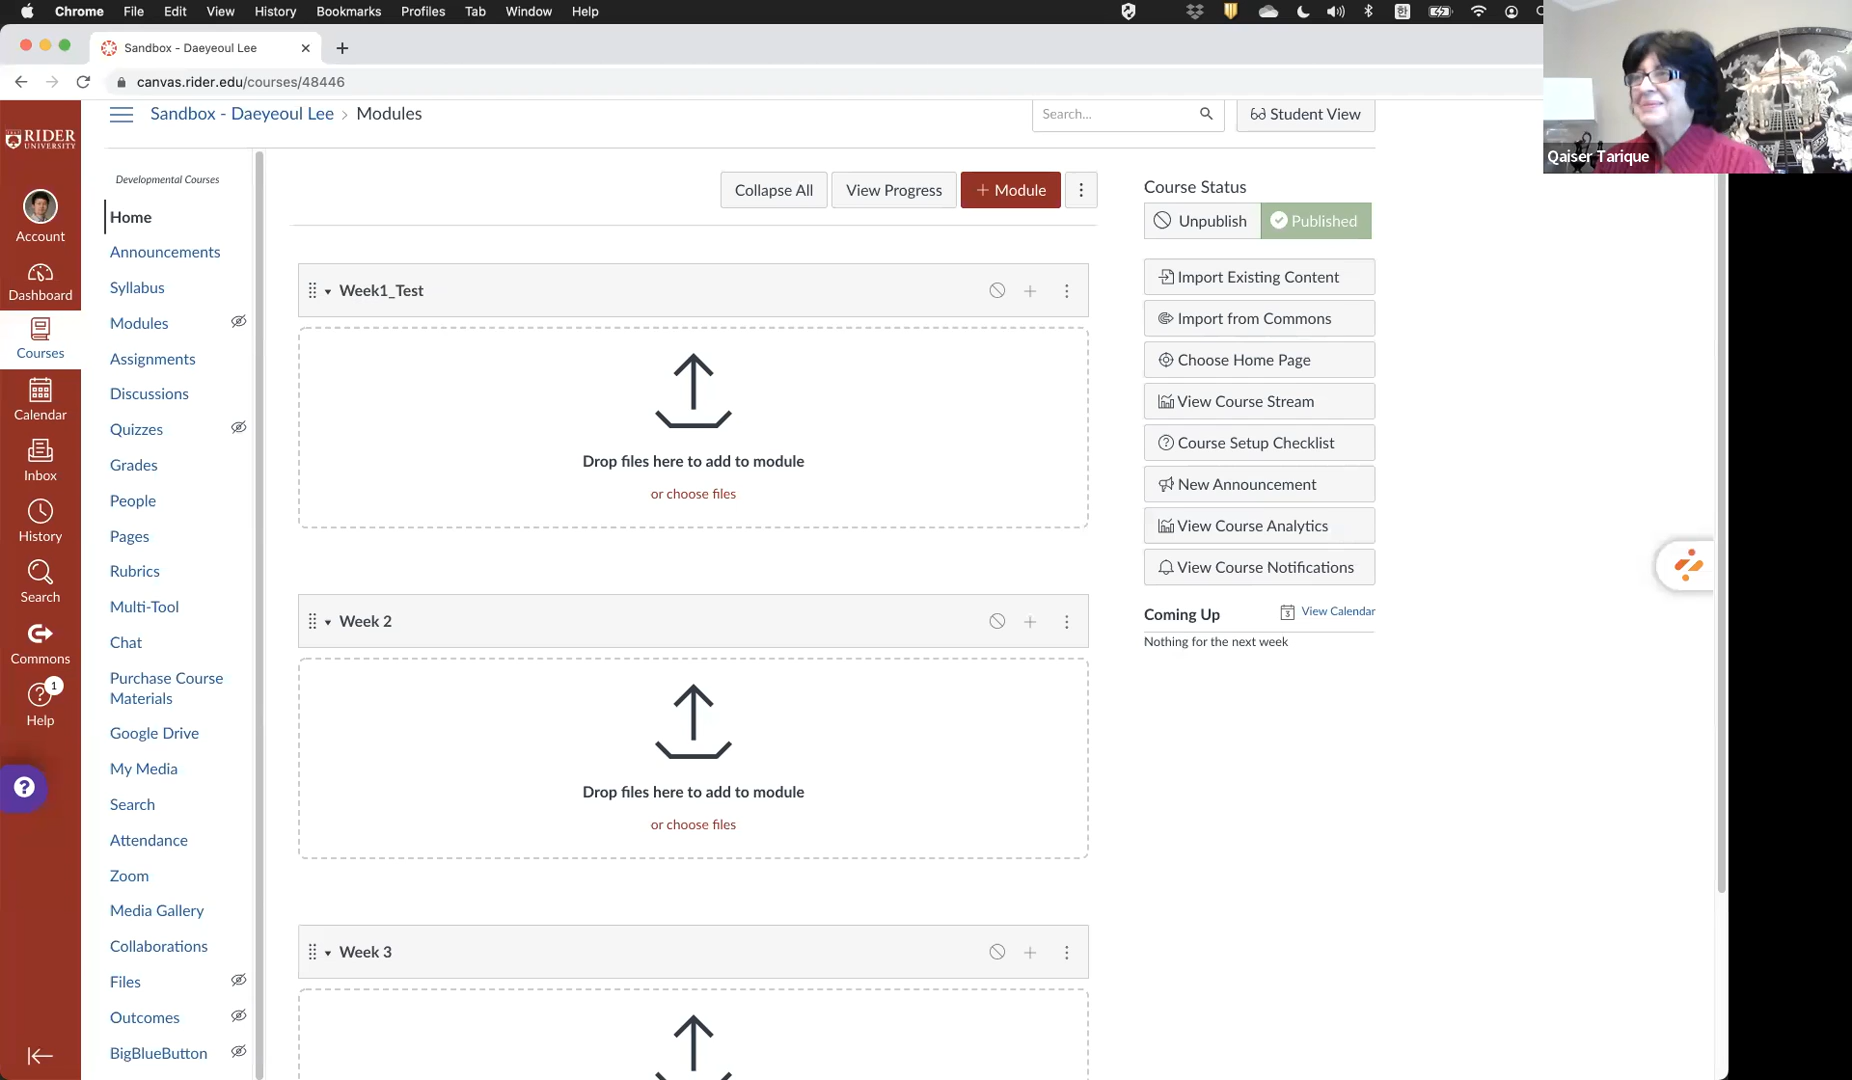 Chrome File Edit View History Bookmarks Profiles Tab Window Help
한
Sandbox - Daeyeoul Lee
canvas.rider.edu/courses/48446
Qaiser Tarique
RIDER
UNIVERSITY
Account
Dashboard
Courses
Calendar
Inbox
History
Search
Commons
1
Help
Sandbox - Daeyeoul Lee > Modules
Search...
Student View
Developmental Courses
Home
Announcements
Syllabus
Modules
Assignments
Discussions
Quizzes
Grades
People
Pages
Rubrics
Multi-Tool
Chat
Purchase Course
Materials
Google Drive
My Media
Search
Attendance
Zoom
Media Gallery
Collaborations
Files
Outcomes
BigBlueButton
Collapse All
View Progress
+ Module
Week1_Test
Drop files here to add to module
or choose files
Week 2
Drop files here to add to module
or choose files
Week 3
Course Status
Unpublish
Published
Import Existing Content
Import from Commons
Choose Home Page
View Course Stream
Course Setup Checklist
New Announcement
View Course Analytics
View Course Notifications
Coming Up
View Calendar
Nothing for the next week